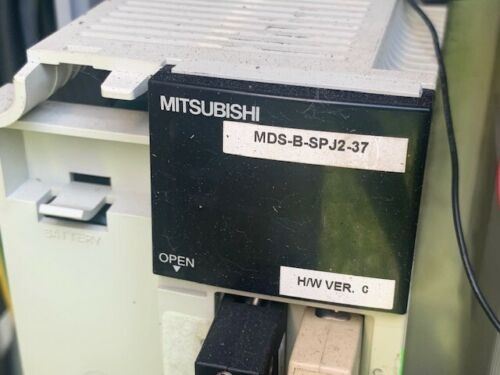 MITSUBISHI
MDS-B-SPJ2-37
BATTERY
OPEN
H/W VER. C